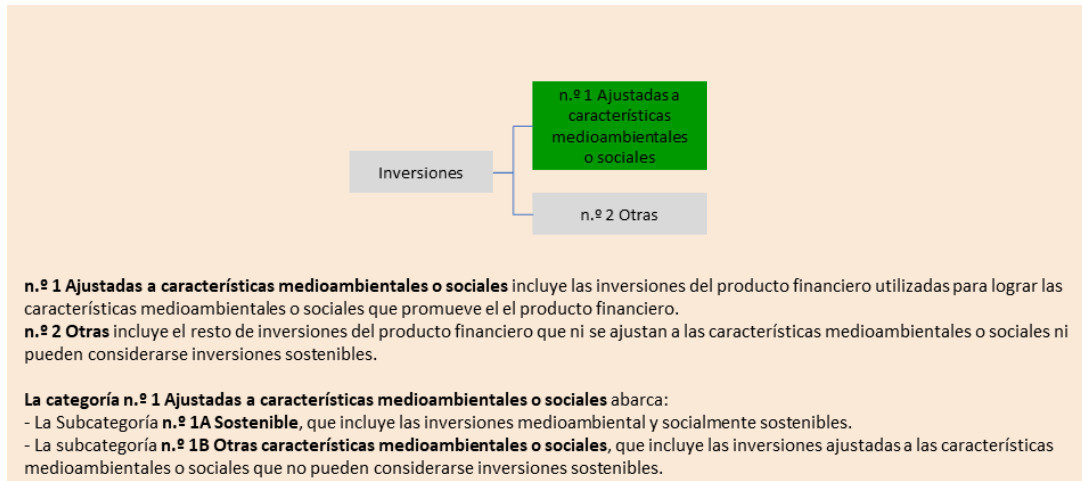 n.º 1 Ajustadas a
características
medioambientales
o sociales
Inversiones
n.º 2 Otras
n.º 1 Ajustadas a características medioambientales o sociales incluye las inversiones del producto financiero utilizadas para lograr las
características medioambientales o sociales que promueve el el producto financiero.
n.º 2 Otras incluye el resto de inversiones del producto financiero que ni se ajustan a las características medioambientales o sociales ni
pueden considerarse inversiones sostenibles.
La categoría n.º 1 Ajustadas a características medioambientales o sociales abarca:
- La Subcategoría n.º 1A Sostenible, que incluye las inversiones medoambiental y socialmente sostenibles.
- La subcategoría n.º 1B Otras características medioambientales o sociales, que incluye las inversiones ajustadas a las características
medioambientales o sociales que no pueden considerarse inversiones sostenibles.